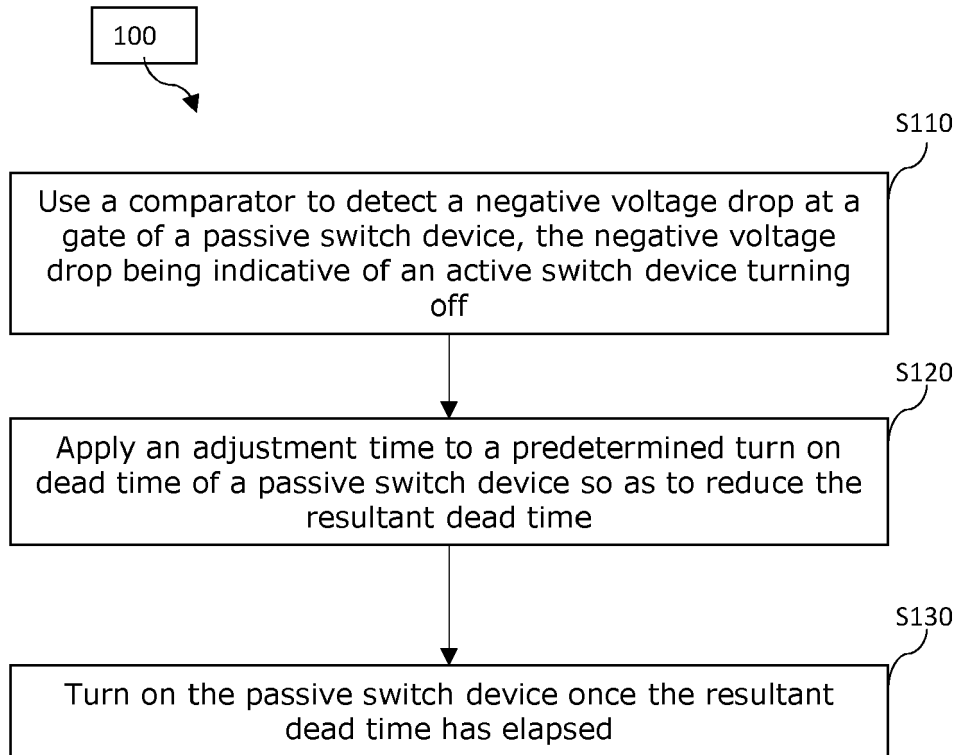 100
S110
Use a comparator to detect a negative voltage drop at a
gate of a passive switch device, the negative voltage
drop being indicative of an active switch device turning
off
S120
Apply an adjustment time to a predetermined turn on
dead time of a passive switch device so as to reduce the
resultant dead time
S130
Turn on the passive switch device once the resultant
dead time has elapsed